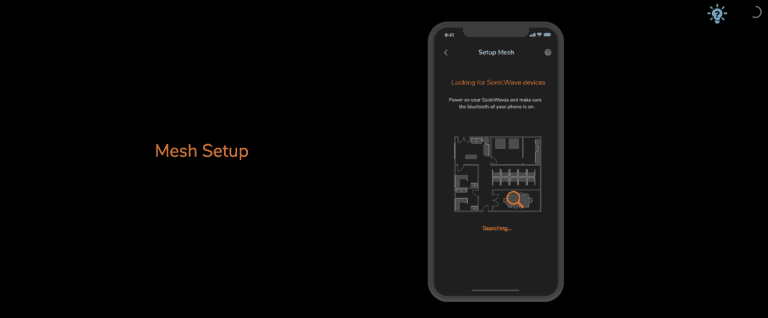 Mesh Setup
9:41
Setup Mesh
Looking for SonicWave devices
Power on your SonicWaves and make sure
the bluetooth of your phone is on.
Searching...